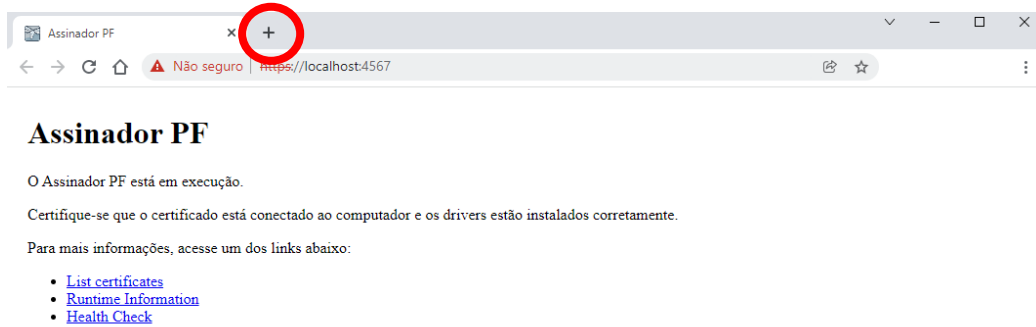 Assinador PF
Não seguro https://localhost:4567
Assinador PF
O Assinador PF está em execução.
Certifique-se que o certificado está conectado ao computador e os drivers estão instalados corretamente.
Para mais informações, acesse um dos links abaixo:
List certificates
Runtime Information
Health Check